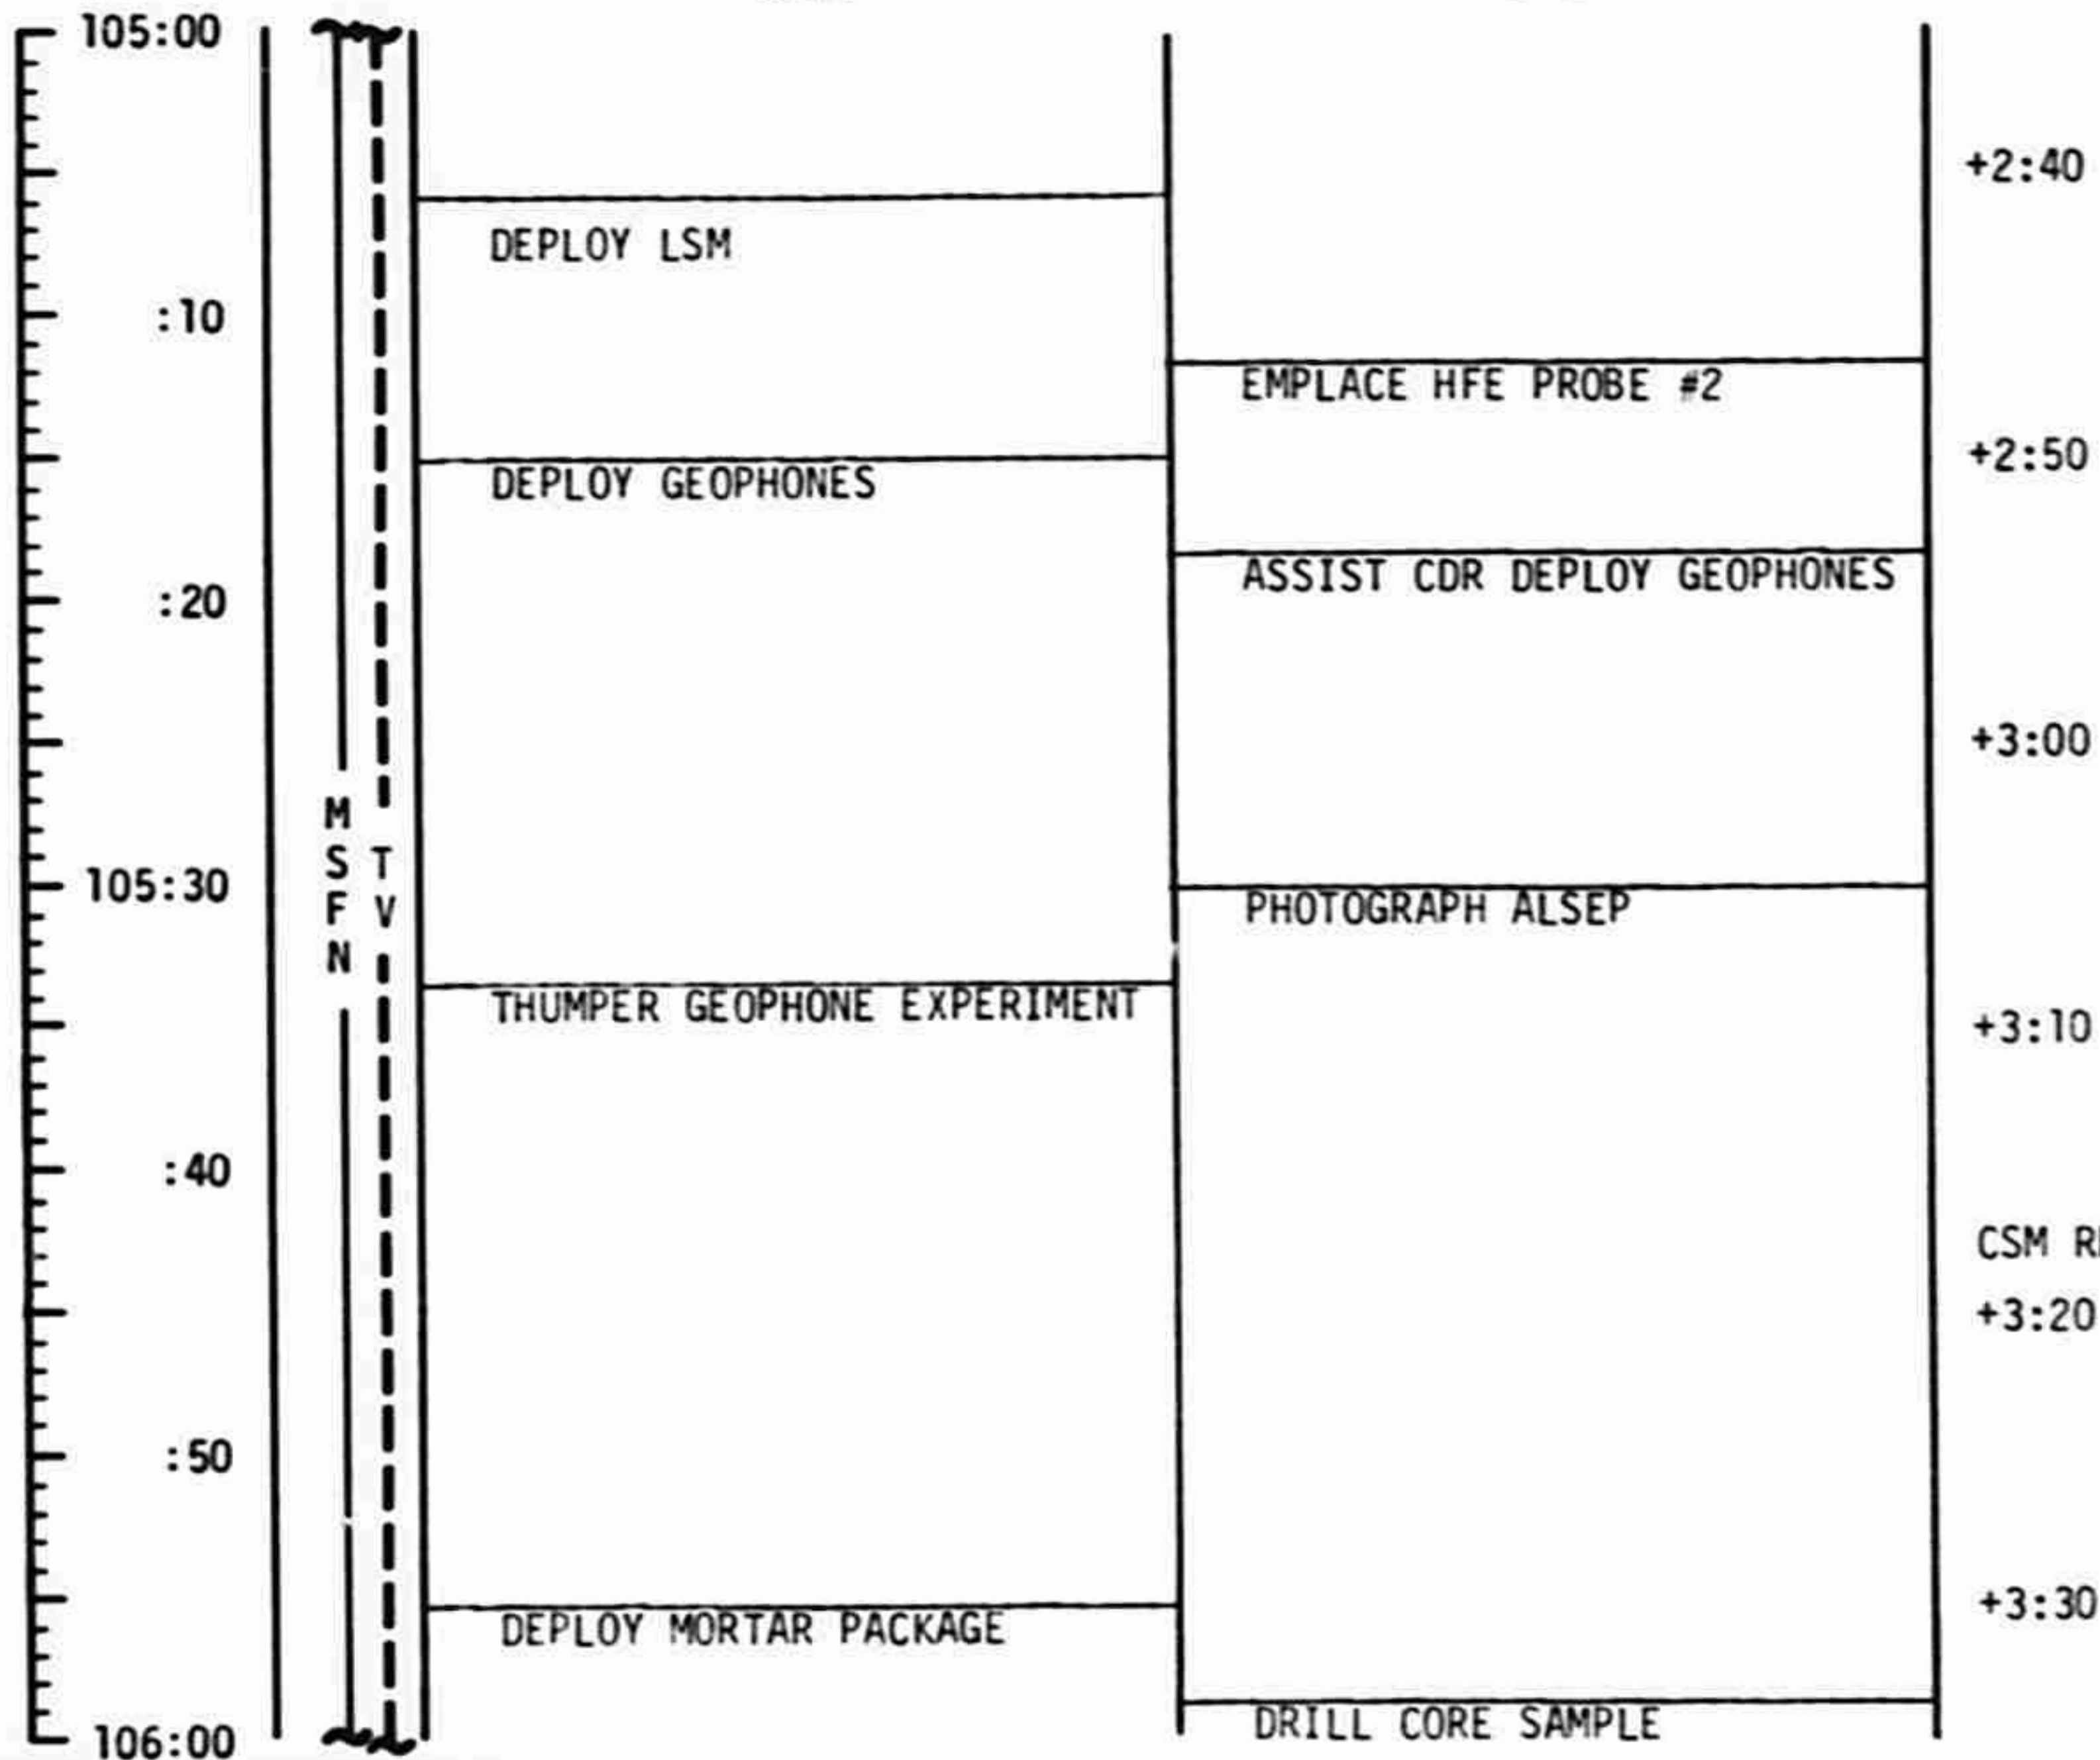 105:00
+2:40
DEPLOY LSM
:10
EMPLACE HFE PROBE #2
+2:50
DEPLOY GEOPHONES
ASSIST CDR DEPLOY GEOPHONES
:20
+3:00
M
S
F
N
T
V
105:30
PHOTOGRAPH ALSEP
THUMPER GEOPHONE EXPERIMENT
+3:10
:40
CSM
+3:20
:50
+3:30
DEPLOY MORTAR PACKAGE
DRILL CORE SAMPLE
106:00